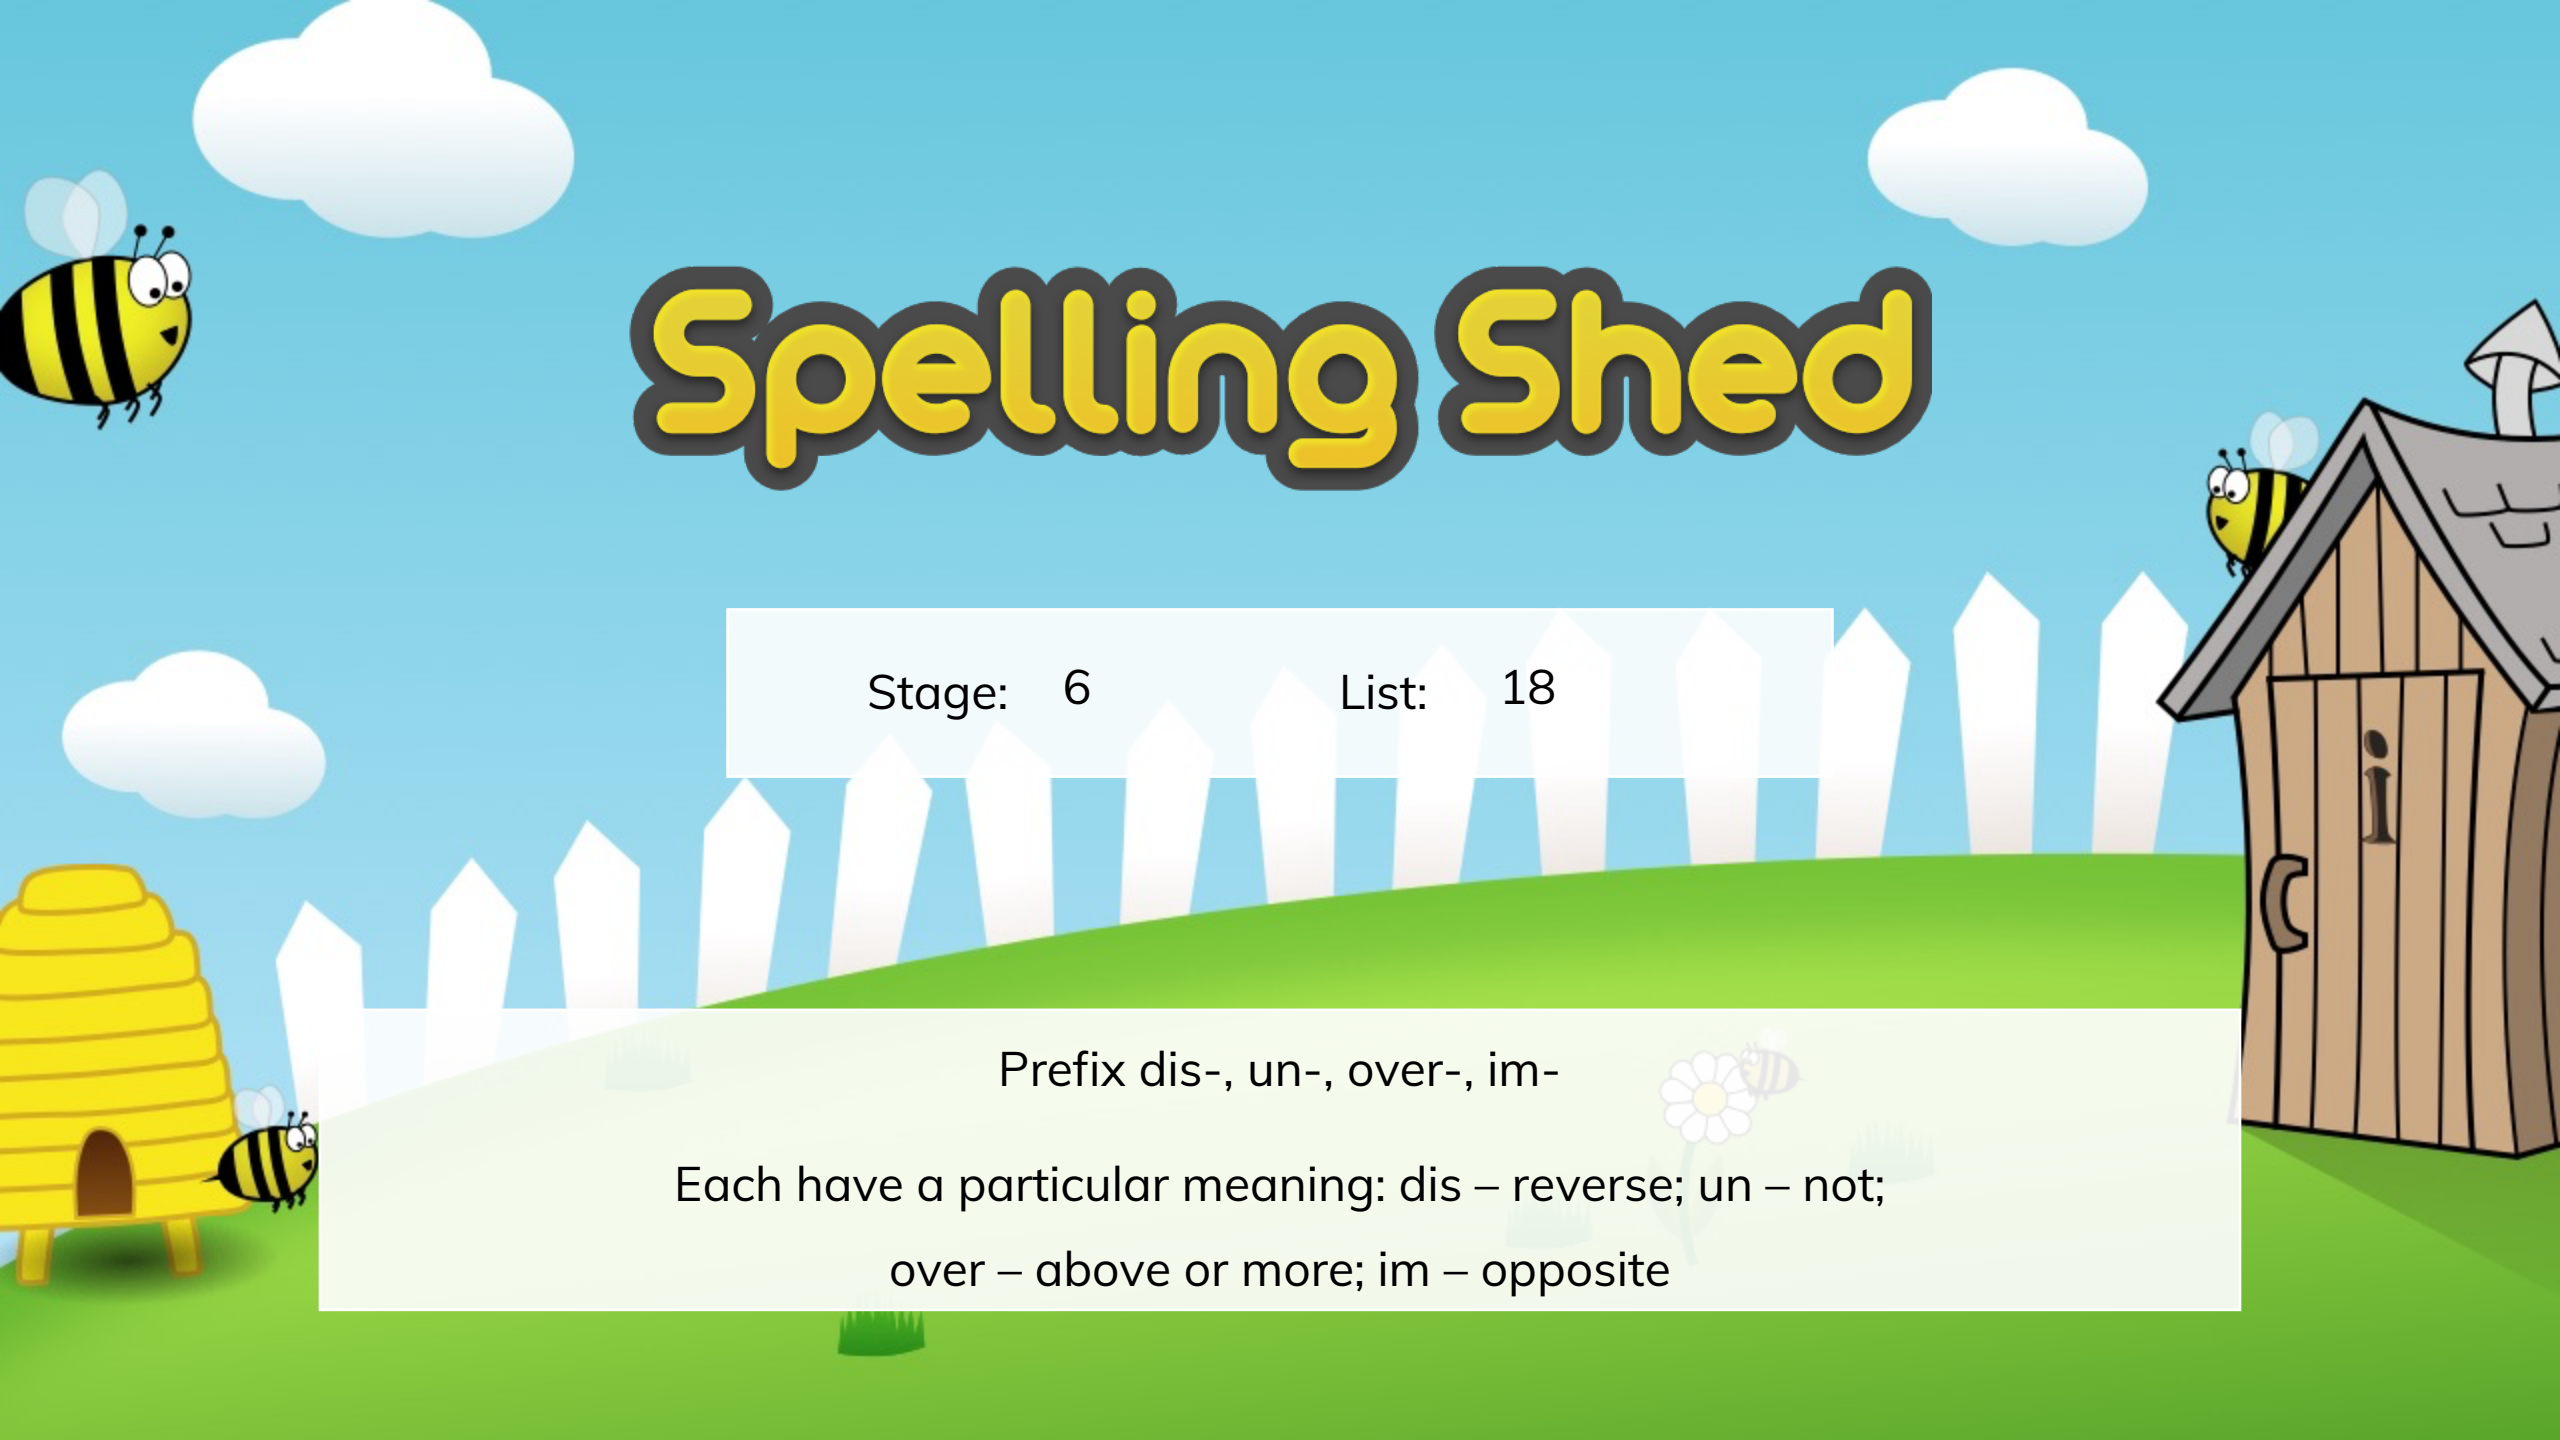 Spelling Shed
Stage: 6 List: 18
i
Prefix dis-, un-, over-, im-
Each have a particular meaning: dis – reverse; un – not;
over – above or more; im – opposite